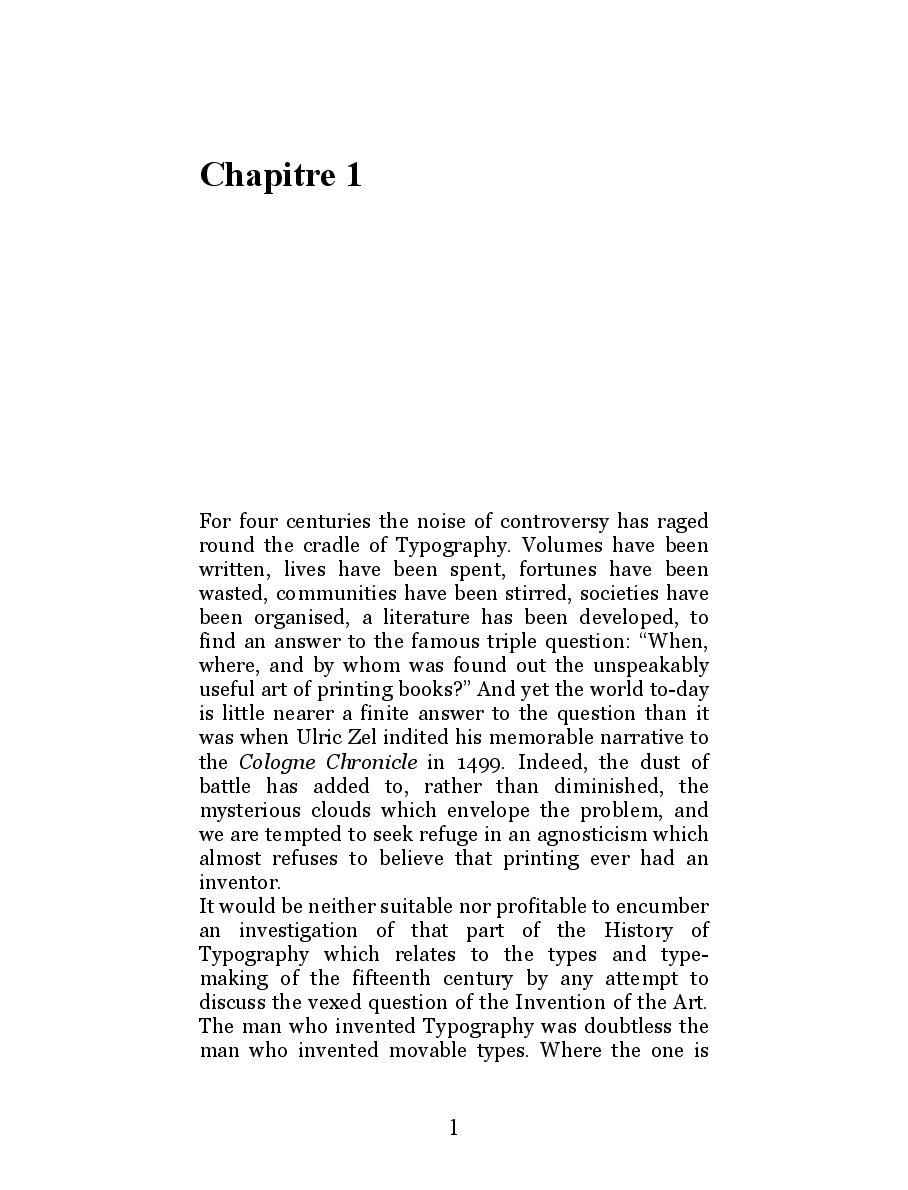 Chapitre 1
For four centuries the noise of controversy has raged
round the cradle of Typography. Volumes have been
written, lives have been spent, fortunes have been
wasted, communities have been stirred, societies have
been organised, a literature has been developed, to
find an answer to the famous triple question: “When,
where, and by whom was found out the unspeakably
useful art of printing books?” And yet the world to-day
is little nearer a finite answer to the question than it
was when Ulric Zel indited his memorable narrative to
the Cologne Chronicle in 1499. Indeed, the dust of
battle has added to, rather than diminished, the
mysterious clouds which envelope the problem, and
we are tempted to seek refuge in an agnosticism which
almost refuses to believe that printing ever had an
inventor.
It would be neither suitable nor profitable to encumber
an investigation of that part of the History of
Typography which relates to the types and type-
making of the fifteenth century by any attempt to
discuss the vexed question of the Invention of the Art.
The man who invented Typography was doubtless the
man who invented movable types. Where the one is
1